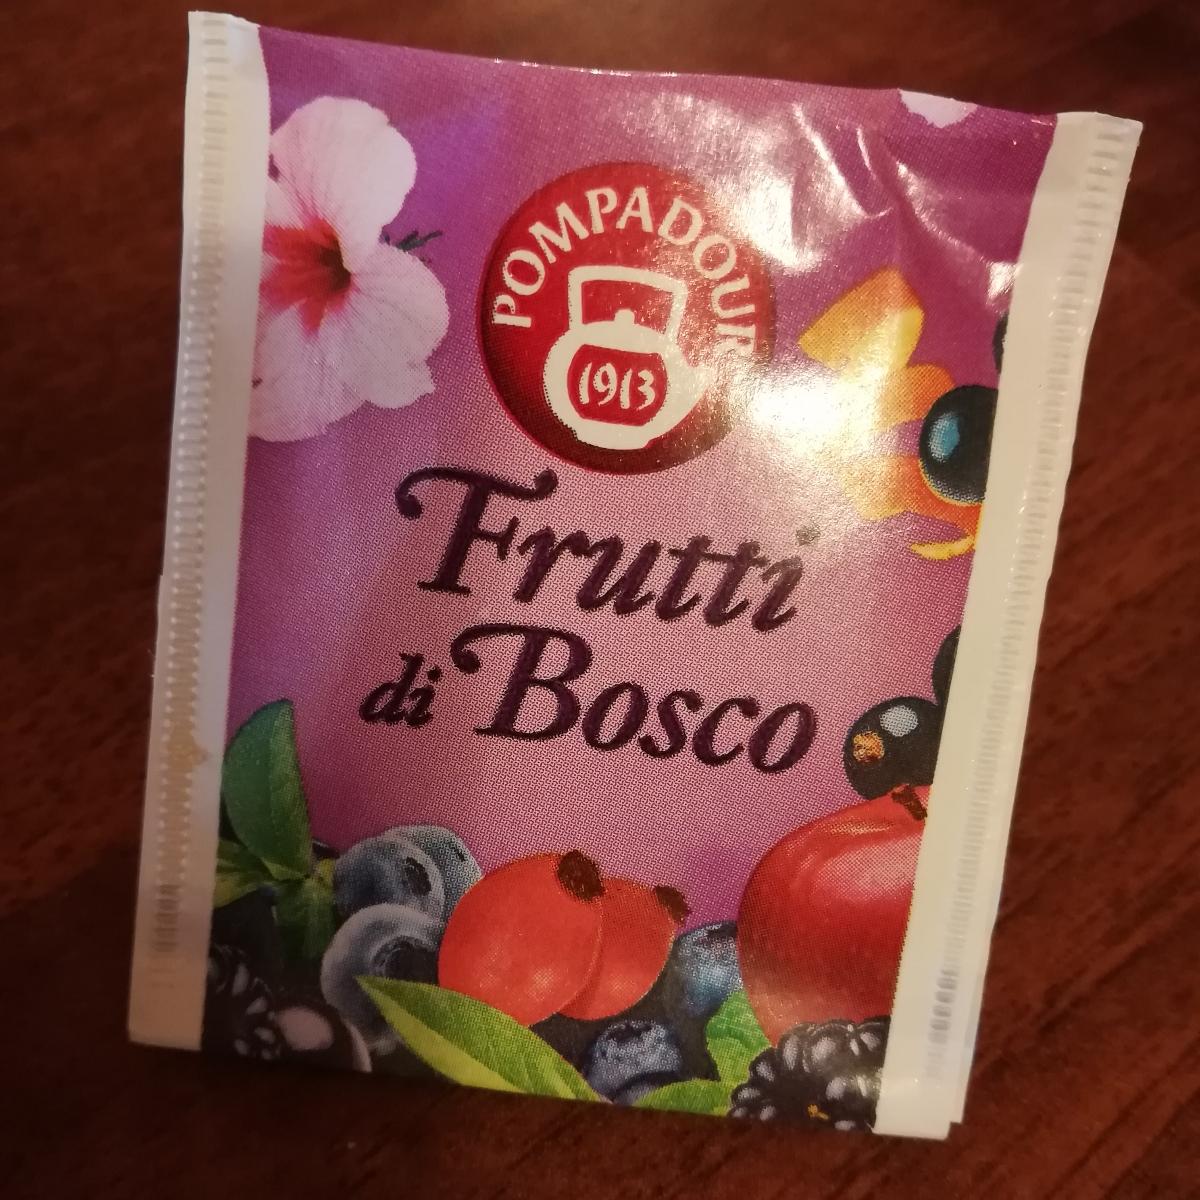 POMPADOUR
1913
Frutti
di Bosco